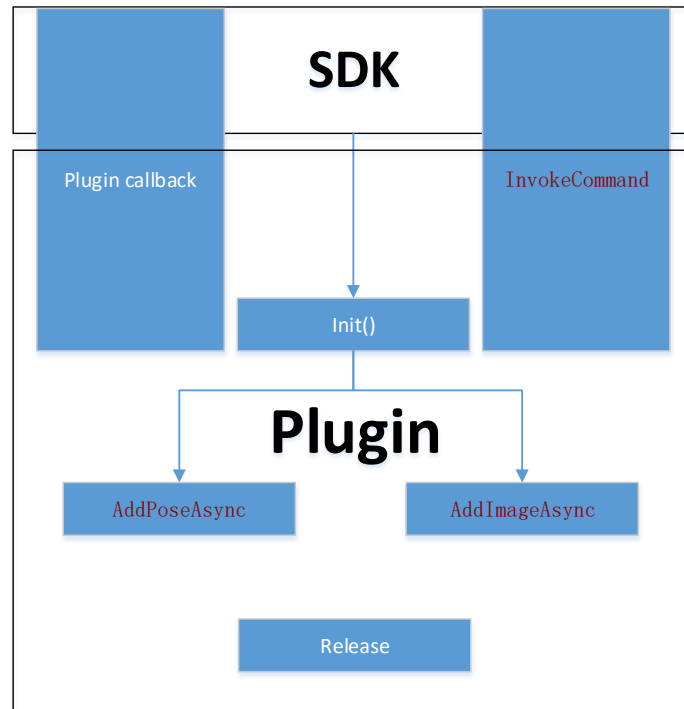 SDK
Plugin callback
InvokeCommand
Init()
Plugin
AddPoseAsync
AddImageAsync
Release